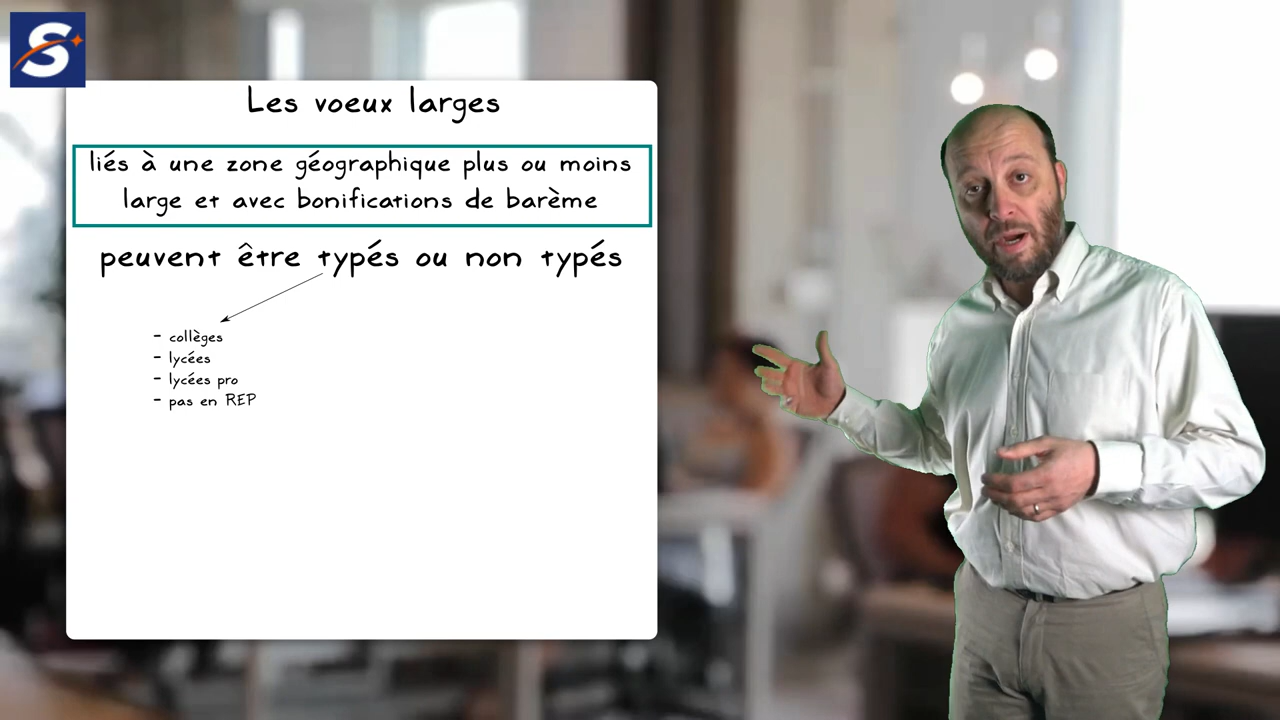 S
Les voeux larges
liés à une zone géographique plus ou moins
large et avec bonifications de barème
peuvent être typés ou non typés
- collèges
- lycées
- lycées pro
- pas en REP